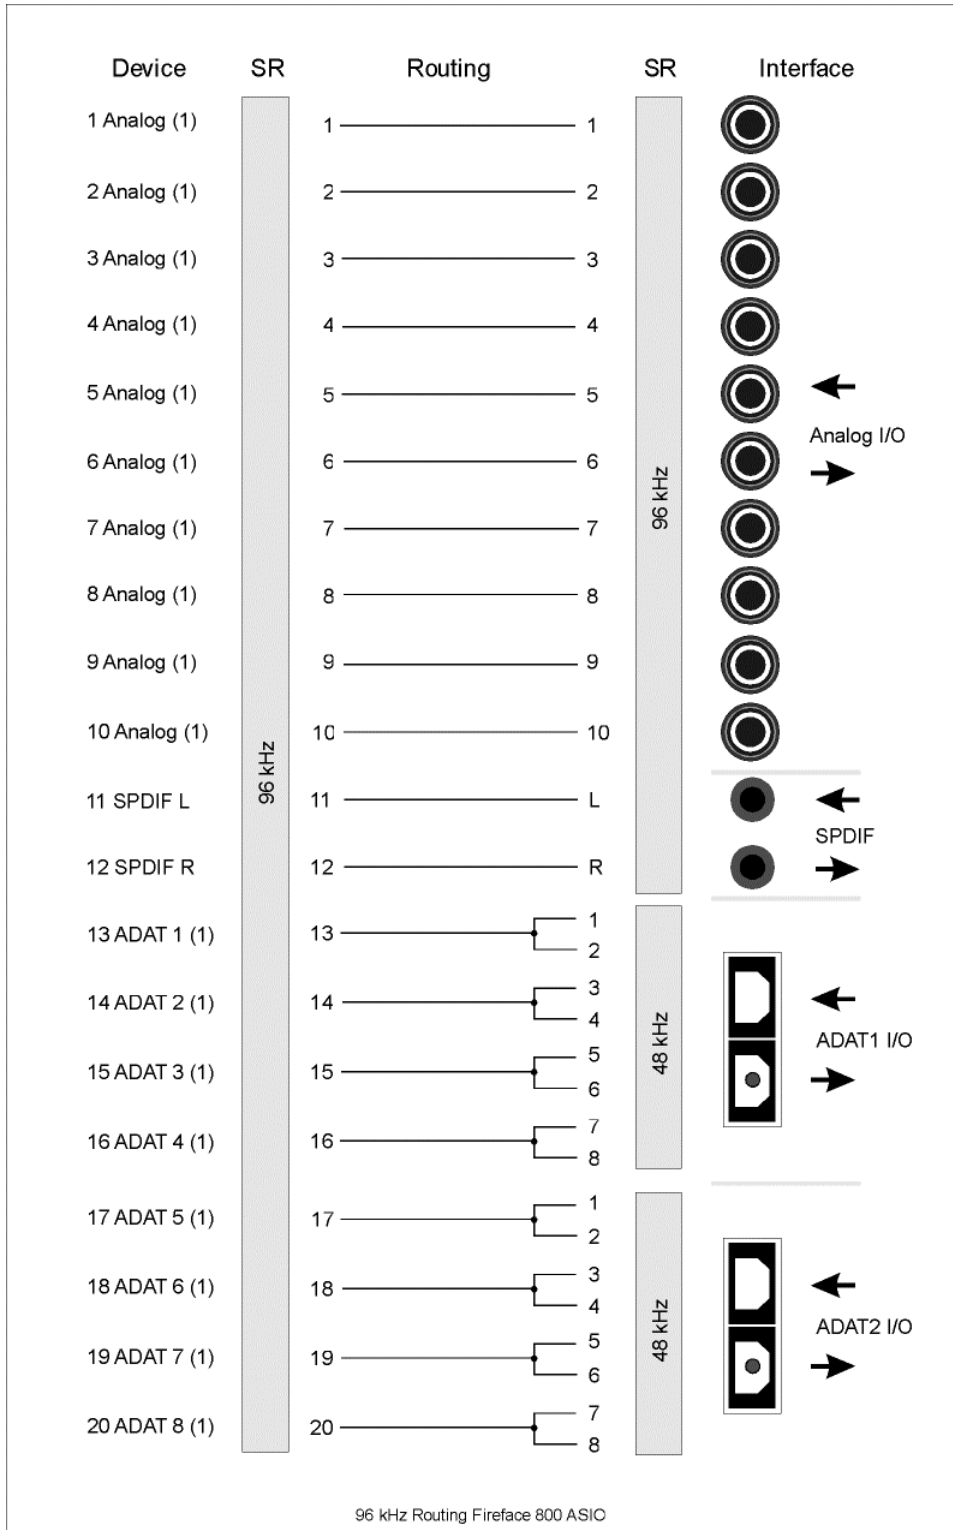 Device SR Routing SR Interface
1 Analog (1) 1 1
2 Analog (1) 2 2
3 Analog (1) 3 3
4 Analog (1) 4 4
5 Analog (1) 5 5
Analog I/O
6 Analog (1) 6 6
96 kHz
7 Analog (1) 7 7
8 Analog (1) 8 8
9 Analog (1) 9 9
10 Analog (1) 10 10
96 kHz
11 SPDIF L 11 L
SPDIF
12 SPDIF R 12 R
13 ADAT 1 (1) 13 1
2
14 ADAT 2 (1) 14 3
4
48 kHz
ADAT1 I/O
15 ADAT 3 (1) 15 5
6
16 ADAT 4 (1) 16 7
8
17 ADAT 5 (1) 17 1
2
18 ADAT 6 (1) 18 3
4
48 kHz
ADAT2 I/O
19 ADAT 7 (1) 19 5
6
20 ADAT 8 (1) 20 7
8
96 kHz Routing Fireface 800 ASIO